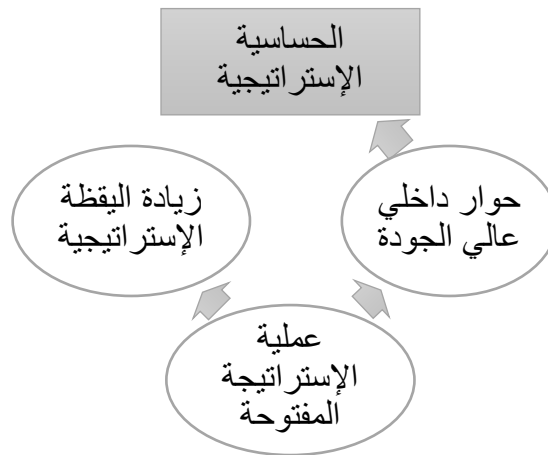 الحساسية
الإستراتيجية
زيادة اليقظة
الإستراتيجية
حوار داخلي
عالي الجودة
عملية
الإستراتيجة
المفتوحة